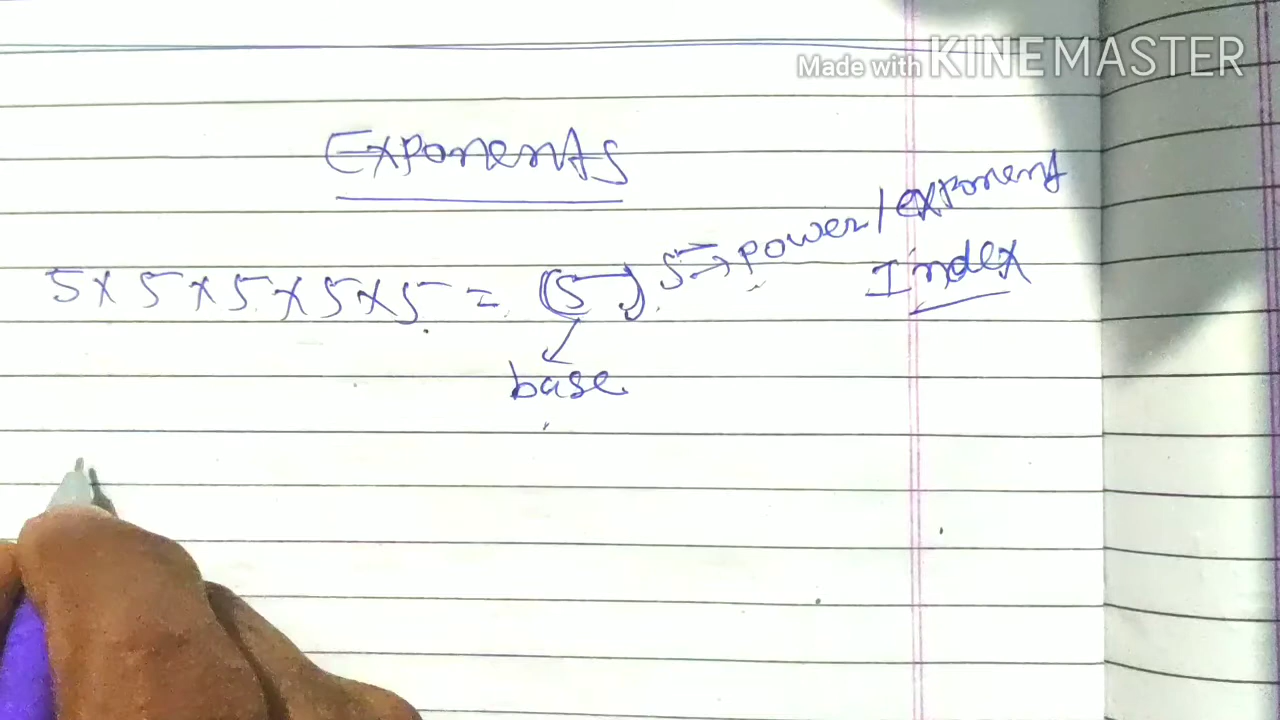 Made with KINEMASTER
Exponents
5 × 5 × 5 × 5 × 5 = (5)⁵ → power / exponent
Index
base